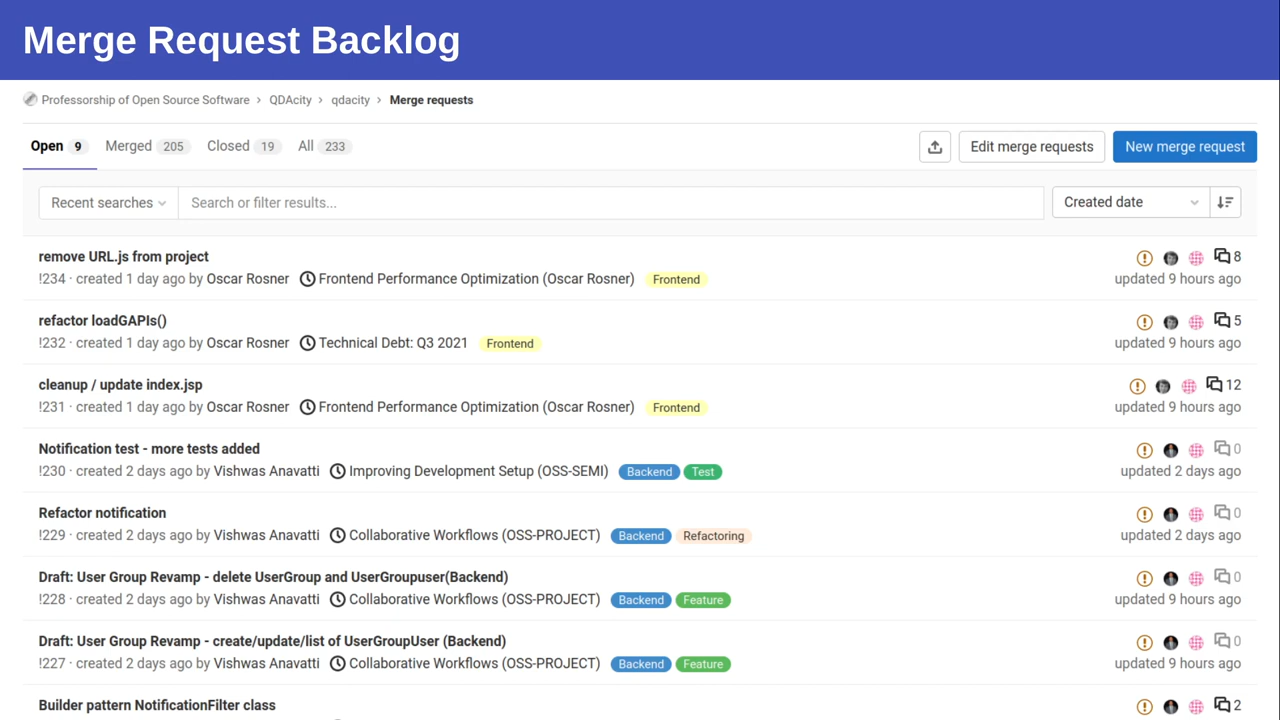 Merge Request Backlog
Professorship of Open Source Software › QDAcity › qdacity › Merge requests
Open 9 Merged 205 Closed 19 All 233 Edit merge requests New merge request
Recent searches Search or filter results... Created date
remove URL.js from project 8
!234 · created 1 day ago by Oscar Rosner Frontend Performance Optimization (Oscar Rosner) Frontend updated 9 hours ago
refactor loadGAPIs() 5
!232 · created 1 day ago by Oscar Rosner Technical Debt: Q3 2021 Frontend updated 9 hours ago
cleanup / update index.jsp 12
!231 · created 1 day ago by Oscar Rosner Frontend Performance Optimization (Oscar Rosner) Frontend updated 9 hours ago
Notification test - more tests added 0
!230 · created 2 days ago by Vishwas Anavatti Improving Development Setup (OSS-SEMI) Backend Test updated 2 days ago
Refactor notification 0
!229 · created 2 days ago by Vishwas Anavatti Collaborative Workflows (OSS-PROJECT) Backend Refactoring updated 2 days ago
Draft: User Group Revamp - delete UserGroup and UserGroupuser(Backend) 0
!228 · created 2 days ago by Vishwas Anavatti Collaborative Workflows (OSS-PROJECT) Backend Feature updated 9 hours ago
Draft: User Group Revamp - create/update/list of UserGroupUser (Backend) 0
!227 · created 2 days ago by Vishwas Anavatti Collaborative Workflows (OSS-PROJECT) Backend Feature updated 9 hours ago
Builder pattern NotificationFilter class 2